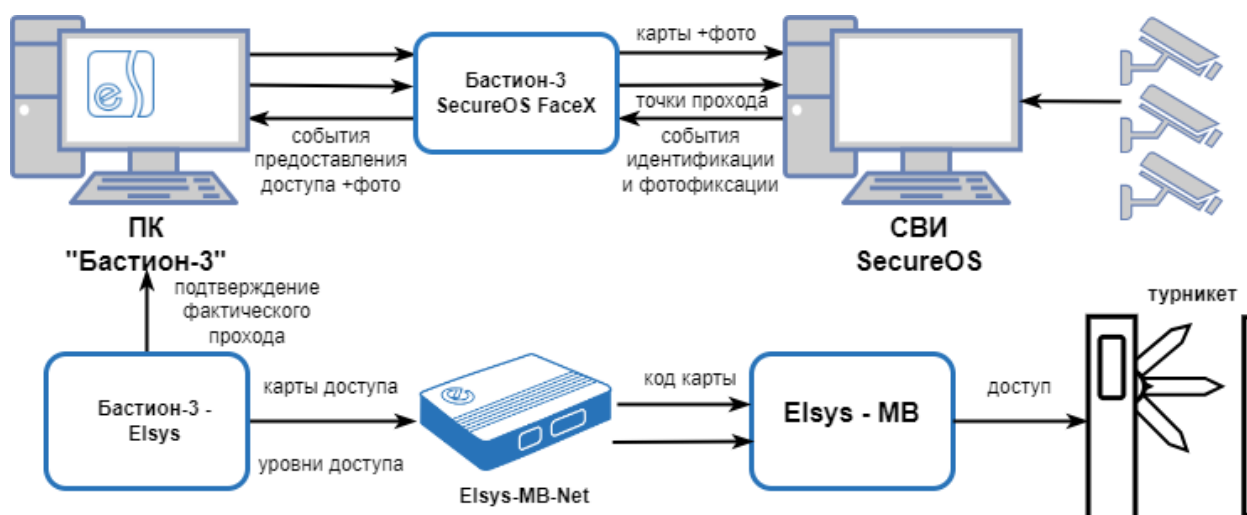 карты +фото
Бастион-3
SecureOS FaceX
точки прохода
события
предоставления
доступа +фото
события
идентификации
и фотофиксации
ПК
"Бастион-3"
СВИ
SecureOS
подтверждение
фактического
прохода
турникет
Бастион-3 -
Elsys
карты доступа
уровни доступа
код карты
Elsys - MB
доступ
Elsys-MB-Net